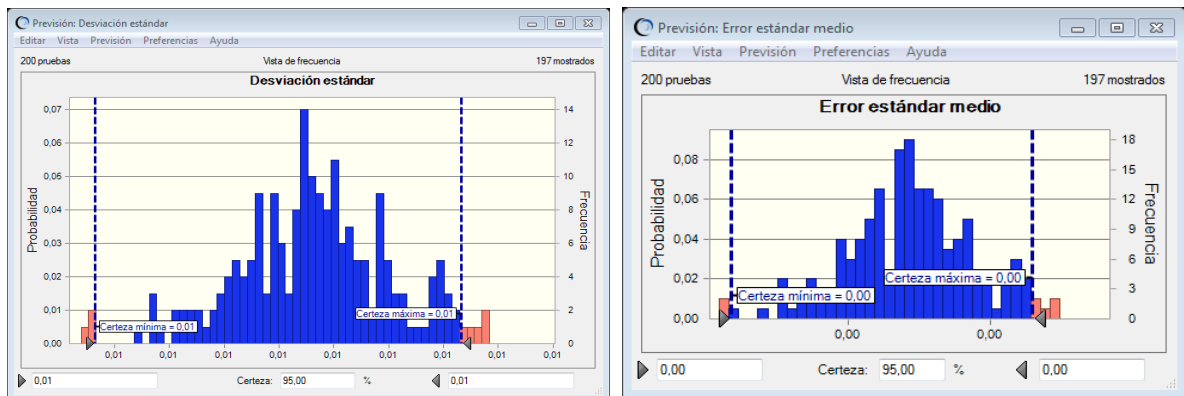 Previsión: Desviación estándar
Editar Vista Previsión Preferencias Ayuda
200 pruebas Vista de frecuencia 197 mostrados
Desviación estándar
0,07 14
0,06 12
0,05 10
0,04 8
0,03 6
0,02 4
0,01 2
0,00 0
Probabilidad
Frecuencia
Certeza máxima = 0,01
Certeza mínima = 0,01
0,01 0,01 0,01 0,01 0,01 0,01 0,01 0,01 0,01
0,01 Certeza: 95,00 % 0,01
Previsión: Error estándar medio
Editar Vista Previsión Preferencias Ayuda
200 pruebas Vista de frecuencia 197 mostrados
Error estándar medio
18
0,08 15
0,06 12
9
0,04 6
0,02 3
0,00 0
Probabilidad
Frecuencia
Certeza máxima = 0,00
Certeza mínima = 0,00
0,00 0,00
0,00 Certeza: 95,00 % 0,00